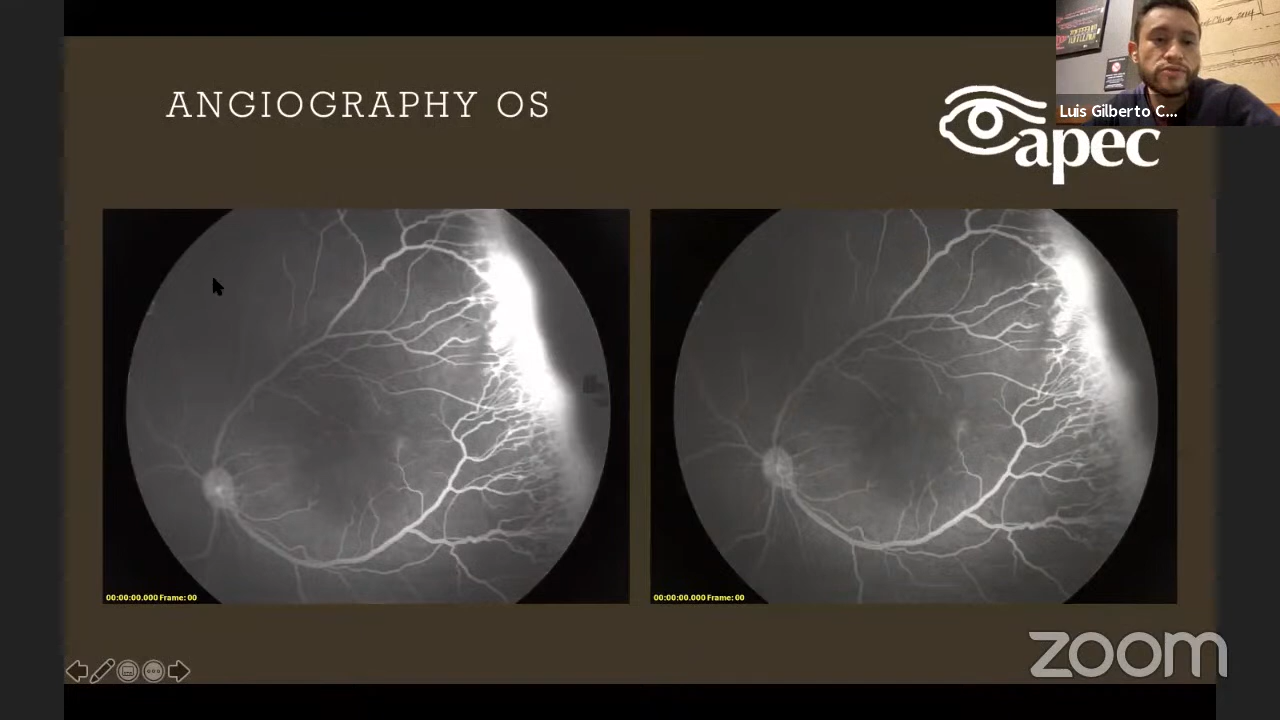 ANGIOGRAPHY OS
Luis Gilberto C...
apec
00:00:00.000 Frame: 00
00:00:00.000 Frame: 00
zoom